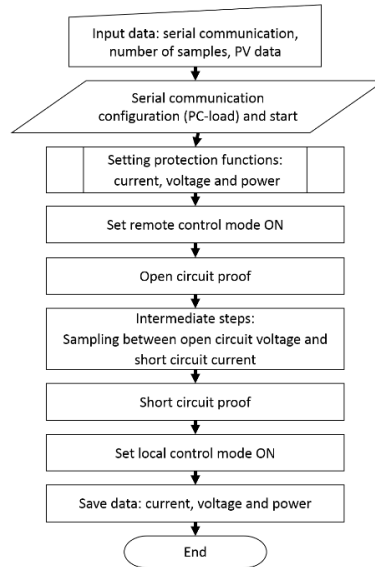 Input data: serial communication,
number of samples, PV data
Serial communication
configuration (PC-load) and start
Setting protection functions:
current, voltage and power
Set remote control mode ON
Open circuit proof
Intermediate steps:
Sampling between open circuit voltage and
short circuit current
Short circuit proof
Set local control mode ON
Save data: current, voltage and power
End